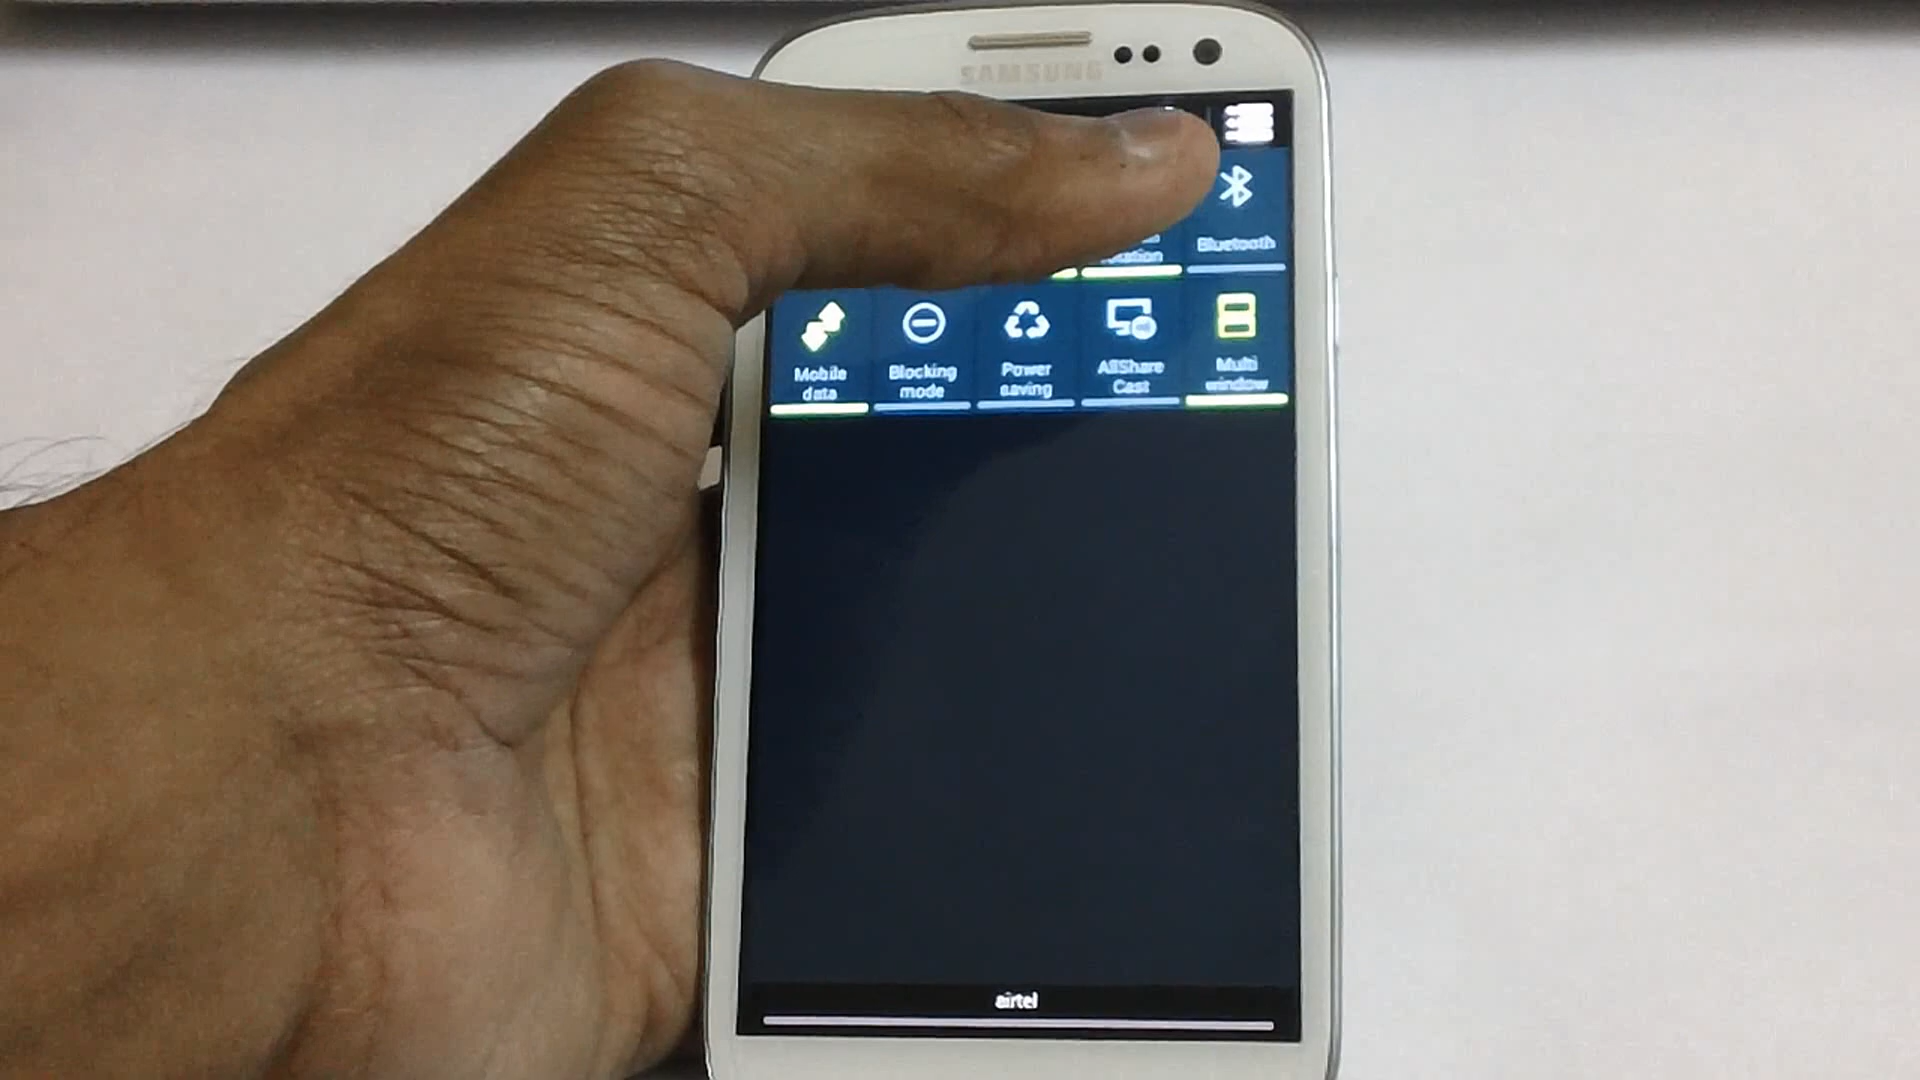 SAMSUNG
Bluetooth
Mobile
data
Blocking
mode
Power
saving
AllShare
Cast
Multi
window
airtel